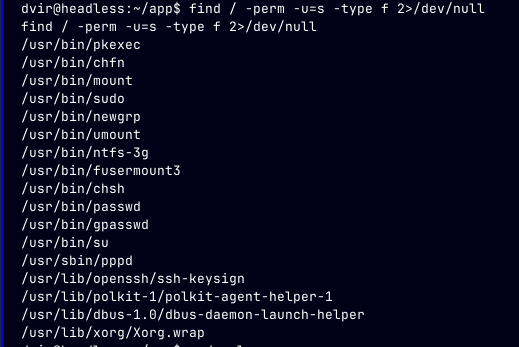 dvir@headless:~/app$ find / -perm -u=s -type f 2>/dev/null
find / -perm -u=s -type f 2>/dev/null
/usr/bin/pkexec
/usr/bin/chfn
/usr/bin/mount
/usr/bin/sudo
/usr/bin/newgrp
/usr/bin/umount
/usr/bin/ntfs-3g
/usr/bin/fusermount3
/usr/bin/chsh
/usr/bin/passwd
/usr/bin/gpasswd
/usr/bin/su
/usr/sbin/pppd
/usr/lib/openssh/ssh-keysign
/usr/lib/polkit-1/polkit-agent-helper-1
/usr/lib/dbus-1.0/dbus-daemon-launch-helper
/usr/lib/xorg/Xorg.wrap